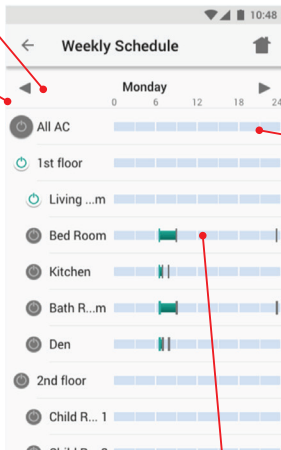 10:48
Weekly Schedule
Monday
0 6 12 18 24
All AC
1st floor
Living ...m
Bed Room
Kitchen
Bath R...m
Den
2nd floor
Child R... 1